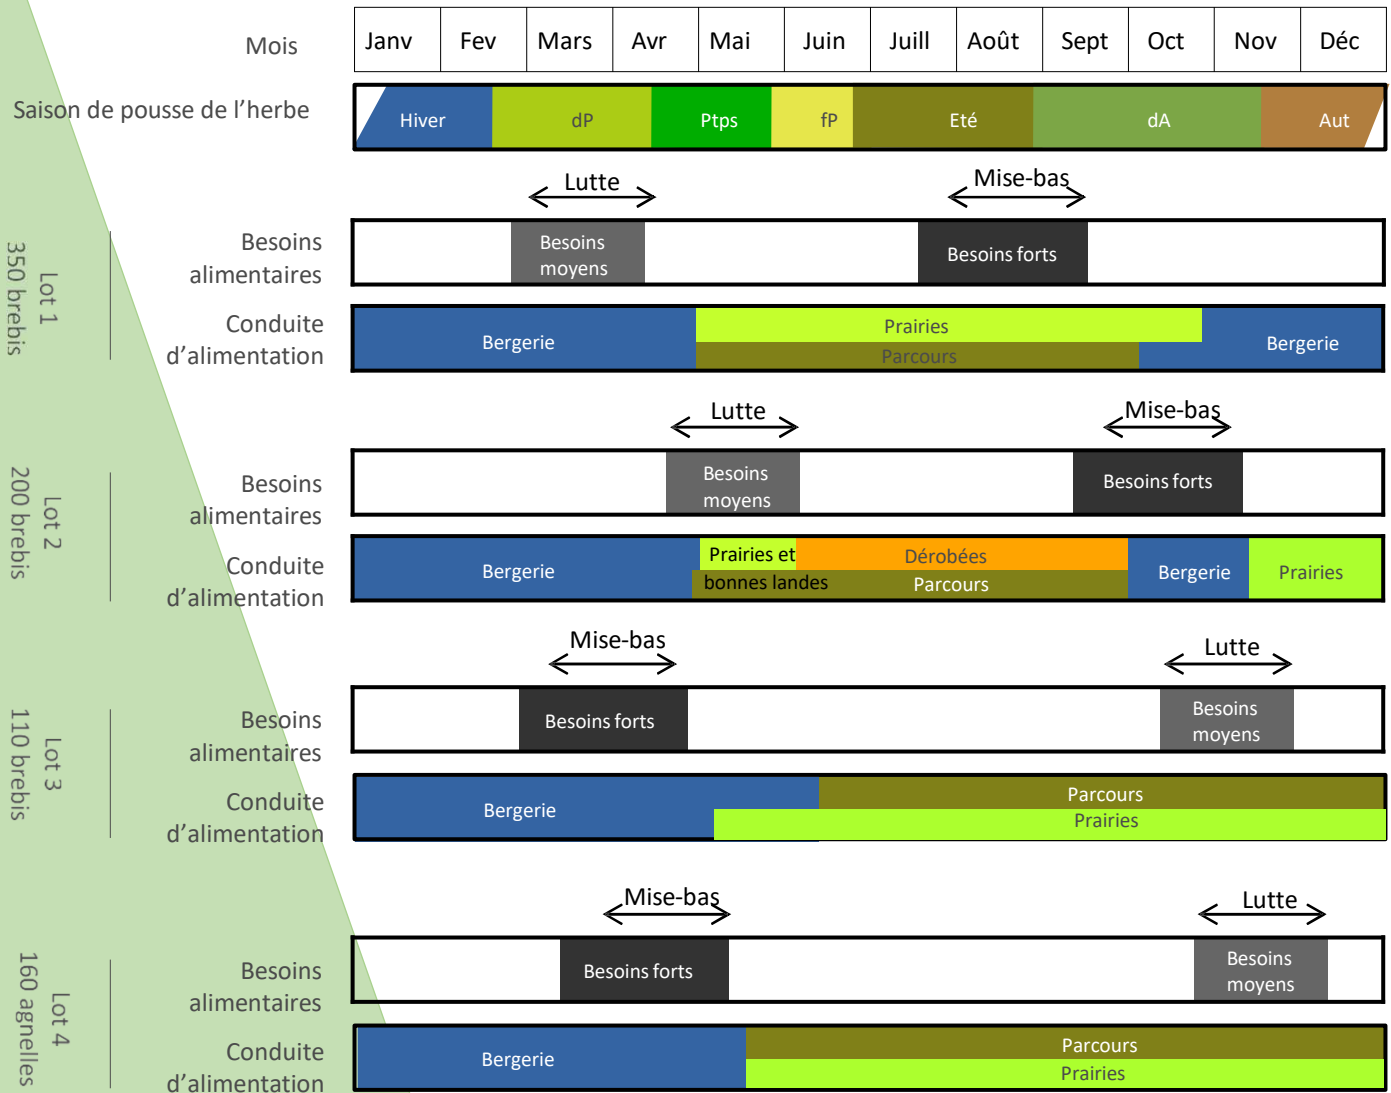 Mois
Janv Fev Mars Avr Mai Juin Juill Août Sept Oct Nov Déc
Saison de pousse de l’herbe
Hiver dP Ptps fP Eté dA Aut
Lot 1
350 brebis
Lutte Mise-bas
Besoins
alimentaires
Besoins
moyens
Besoins forts
Conduite
d’alimentation
Bergerie
Prairies
Parcours
Bergerie
Lot 2
200 brebis
Lutte Mise-bas
Besoins
alimentaires
Besoins
moyens
Besoins forts
Conduite
d’alimentation
Bergerie
Prairies et
bonnes landes
Dérobées
Parcours
Bergerie
Prairies
Lot 3
110 brebis
Mise-bas Lutte
Besoins
alimentaires
Besoins forts
Besoins
moyens
Conduite
d’alimentation
Bergerie
Parcours
Prairies
Lot 4
160 agnelles
Mise-bas Lutte
Besoins
alimentaires
Besoins forts
Besoins
moyens
Conduite
d’alimentation
Bergerie
Parcours
Prairies